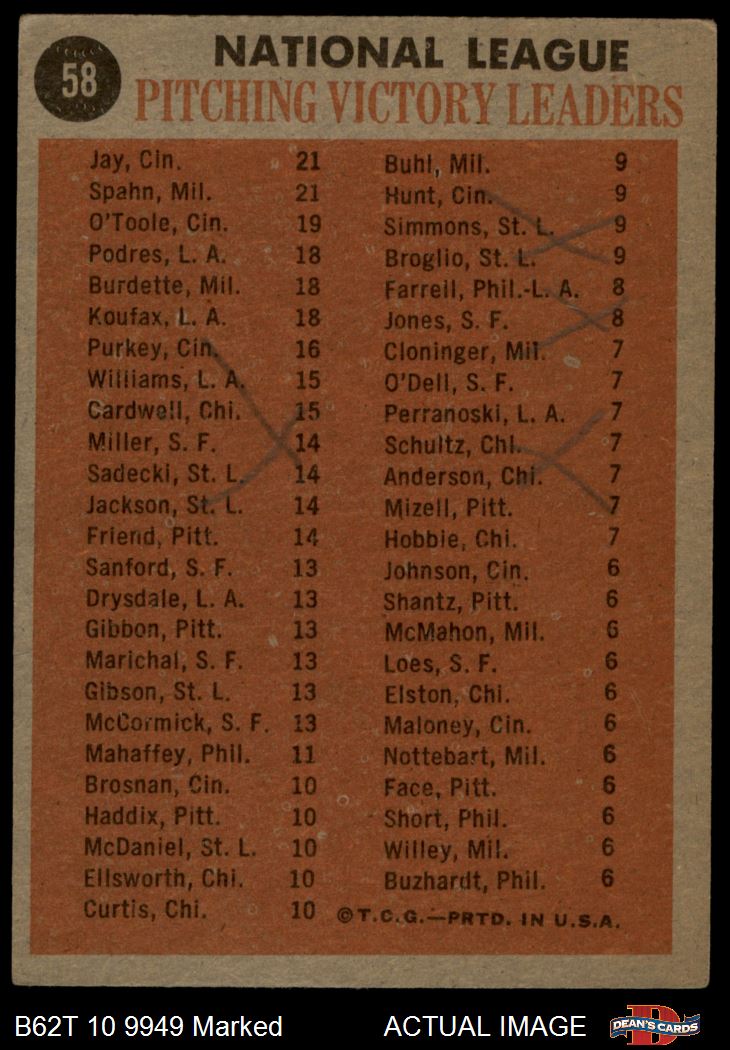 58
NATIONAL LEAGUE
PITCHING VICTORY LEADERS
Jay, Cin. 21
Spahn, Mil. 21
O'Toole, Cin. 19
Podres, L. A. 18
Burdette, Mil. 18
Koufax, L. A. 18
Purkey, Cin. 16
Williams, L. A. 15
Cardwell, Chi. 15
Miller, S. F. 14
Sadecki, St. L. 14
Jackson, St. L. 14
Friend, Pitt. 14
Sanford, S. F. 13
Drysdale, L. A. 13
Gibbon, Pitt. 13
Marichal, S. F. 13
Gibson, St. L. 13
McCormick, S. F. 13
Mahaffey, Phil. 11
Brosnan, Cin. 10
Haddix, Pitt. 10
McDaniel, St. L. 10
Ellsworth, Chi. 10
Curtis, Chi. 10
Buhl, Mil. 9
Hunt, Cin. 9
Simmons, St. L. 9
Broglio, St. L. 9
Farrell, Phil.-L. A. 8
Jones, S. F. 8
Cloninger, Mil. 7
O'Dell, S. F. 7
Perranoski, L. A. 7
Schultz, Chi. 7
Anderson, Chi. 7
Mizell, Pitt. 7
Hobbie, Chi. 7
Johnson, Cin. 6
Shantz, Pitt. 6
McMahon, Mil. 6
Loes, S. F. 6
Elston, Chi. 6
Maloney, Cin. 6
Nottebart, Mil. 6
Face, Pitt. 6
Short, Phil. 6
Willey, Mil. 6
Buzhardt, Phil. 6
©T.C.G.—PRTD. IN U.S.A.
B62T 10 9949 Marked ACTUAL IMAGE
DEAN'S CARDS